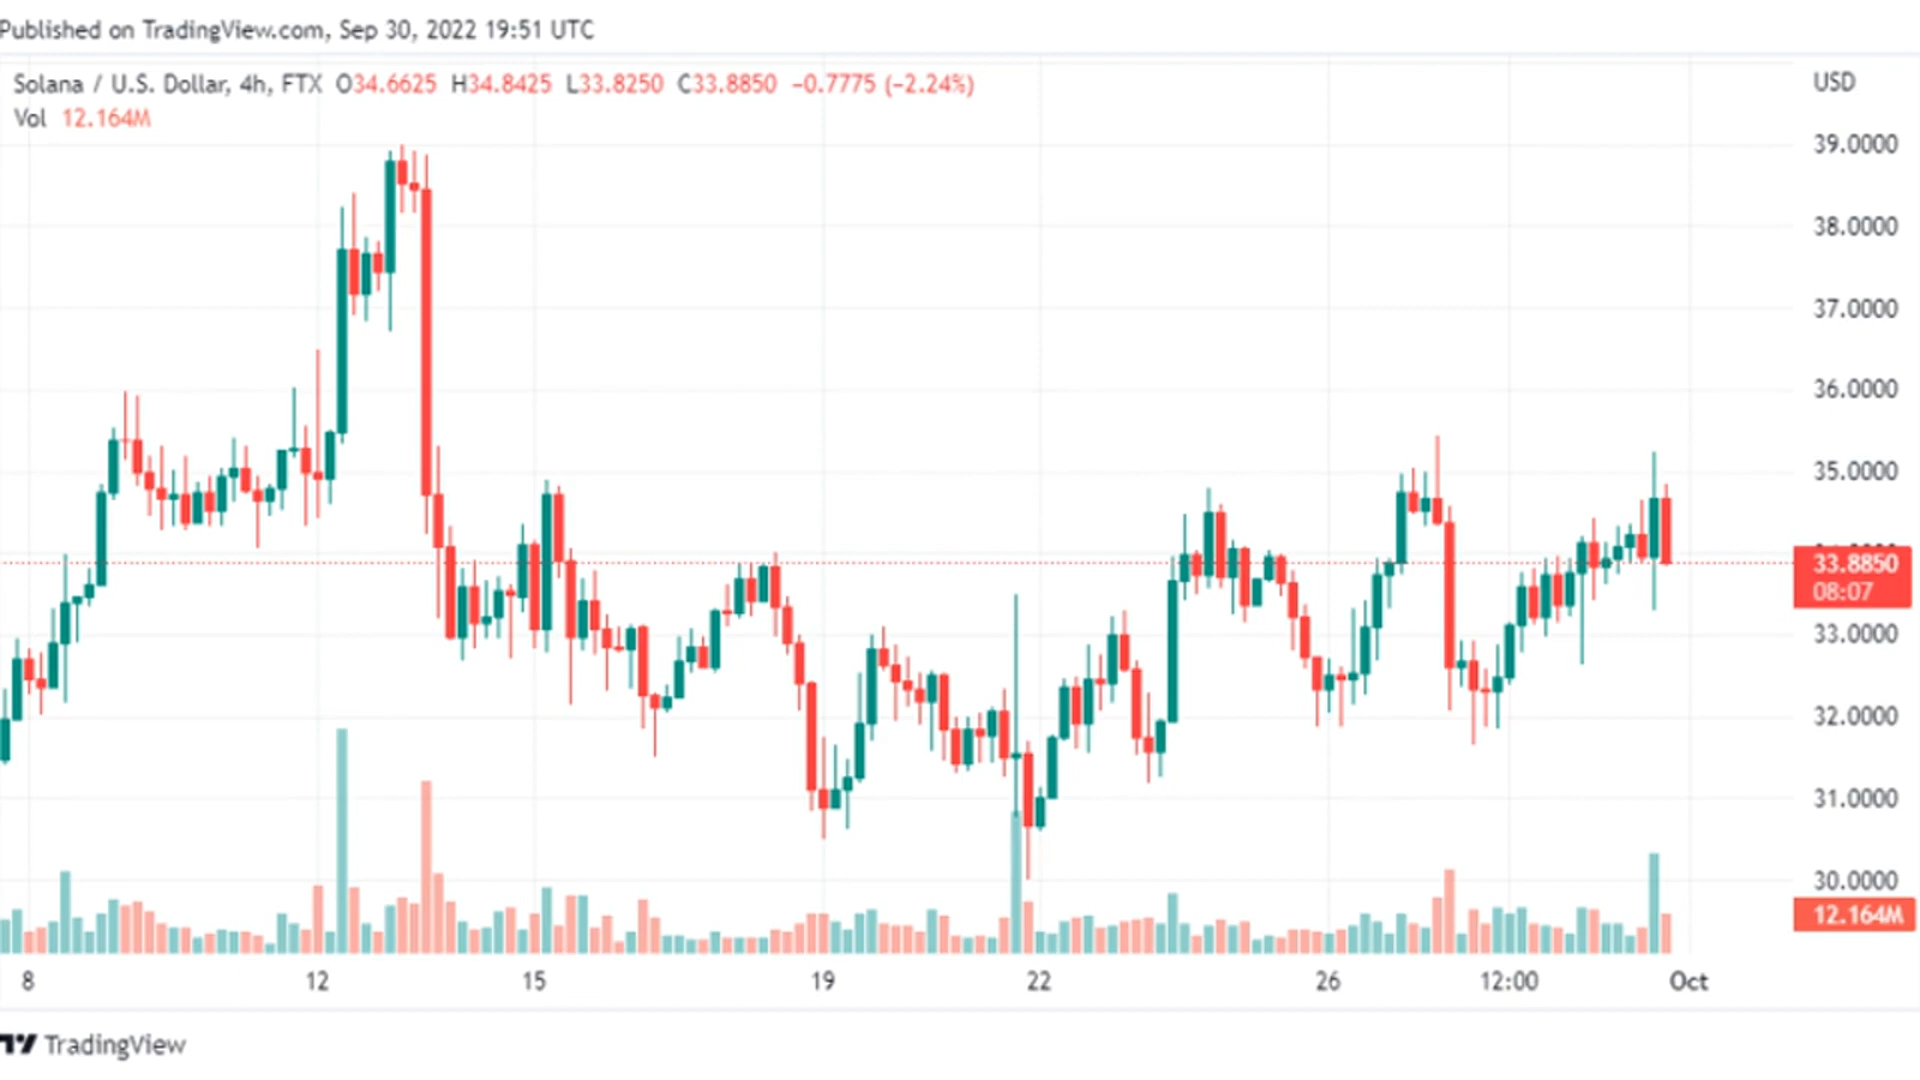 Published on TradingView.com, Sep 30, 2022 19:51 UTC
Solana / U.S. Dollar, 4h, FTX O34.6625 H34.8425 L33.8250 C33.8850 −0.7775 (−2.24%)
USD
Vol 12.164M
39.0000
38.0000
37.0000
36.0000
35.0000
33.8850
08:07
33.0000
32.0000
31.0000
30.0000
12.164M
8 12 15 19 22 26 12:00 Oct
TradingView